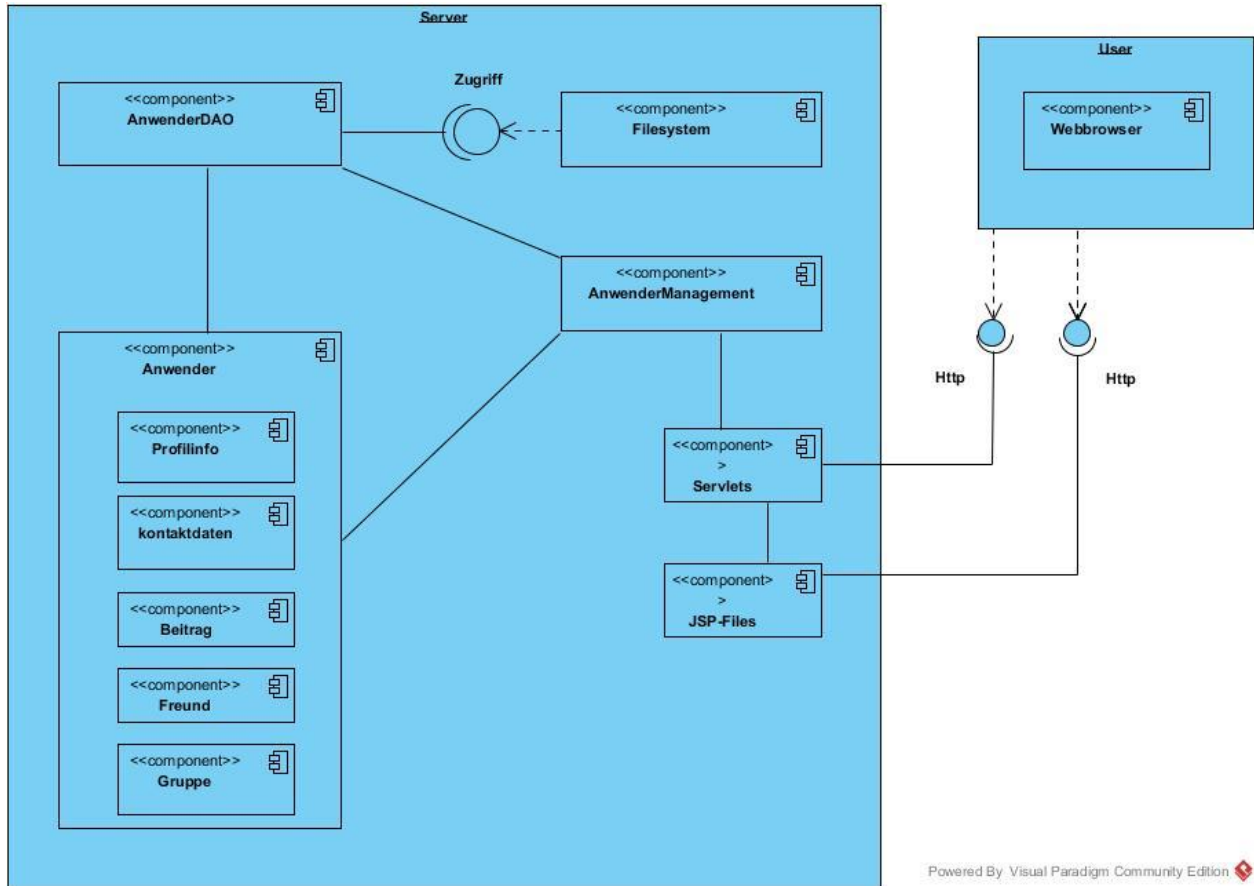 Server
<<component>>
AnwenderDAO
Zugriff
<<component>>
Filesystem
User
<<component>>
Webbrowser
<<component>>
AnwenderManagement
<<component>>
Anwender
<<component>>
Profilinfo
<<component>>
kontaktdaten
<<component>>
Beitrag
<<component>>
Freund
<<component>>
Gruppe
<<component>
>
Servlets
<<component>
>
JSP-Files
Http
Http
Powered By Visual Paradigm Community Edition